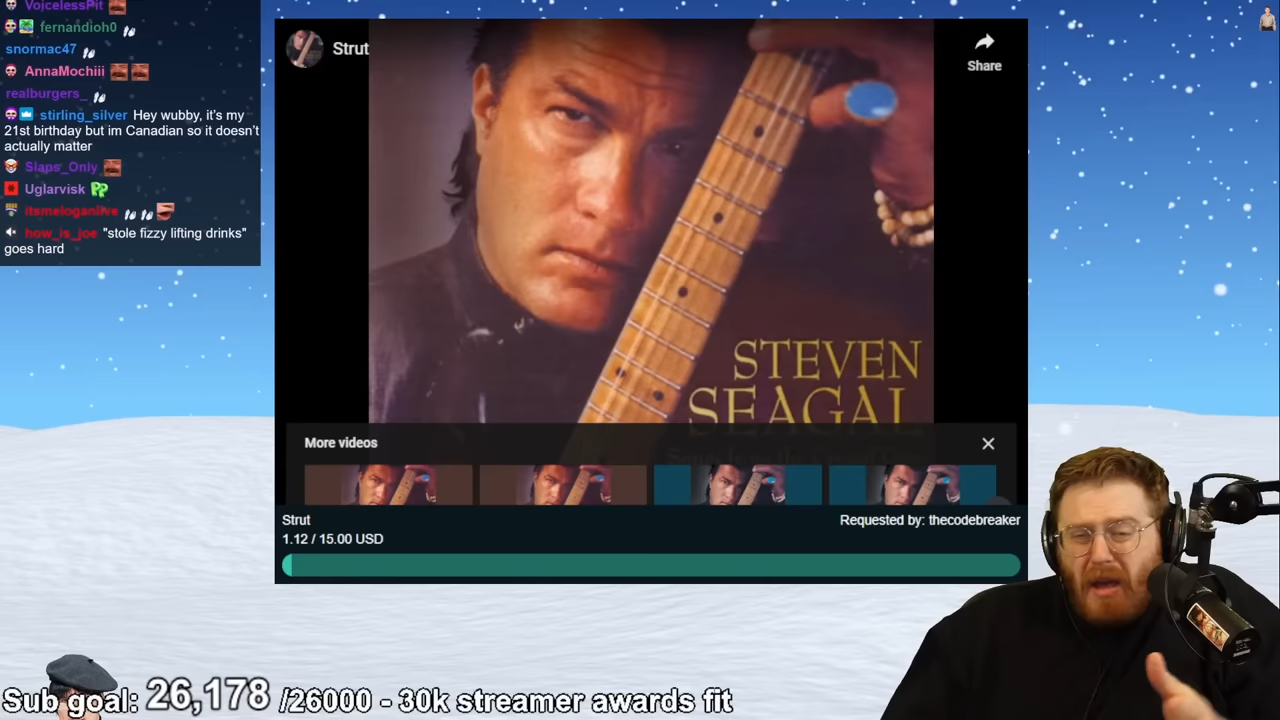 VoicelessPit
fernandioh0
snormac47
AnnaMochiii
realburgers_
stirling_silver Hey wubby, it's my
21st birthday but im Canadian so it doesn't
actually matter
Slaps_Only
Uglarvisk PP
itsmeloganlive
how_is_joe "stole fizzy lifting drinks"
goes hard
Strut
Share
STEVEN
SEAGAL
More videos
Strut
Requested by: thecodebreaker
1.12 / 15.00 USD
Sub goal: 26,178 /26000 - 30k streamer awards fit